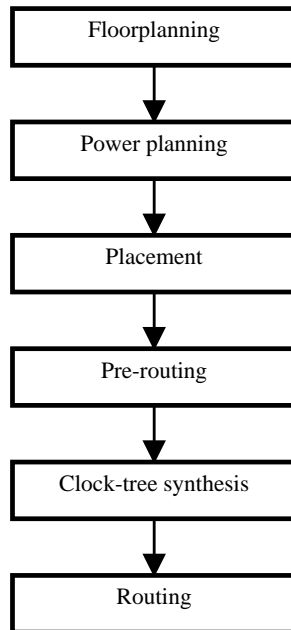 Floorplanning
Power planning
Placement
Pre-routing
Clock-tree synthesis
Routing